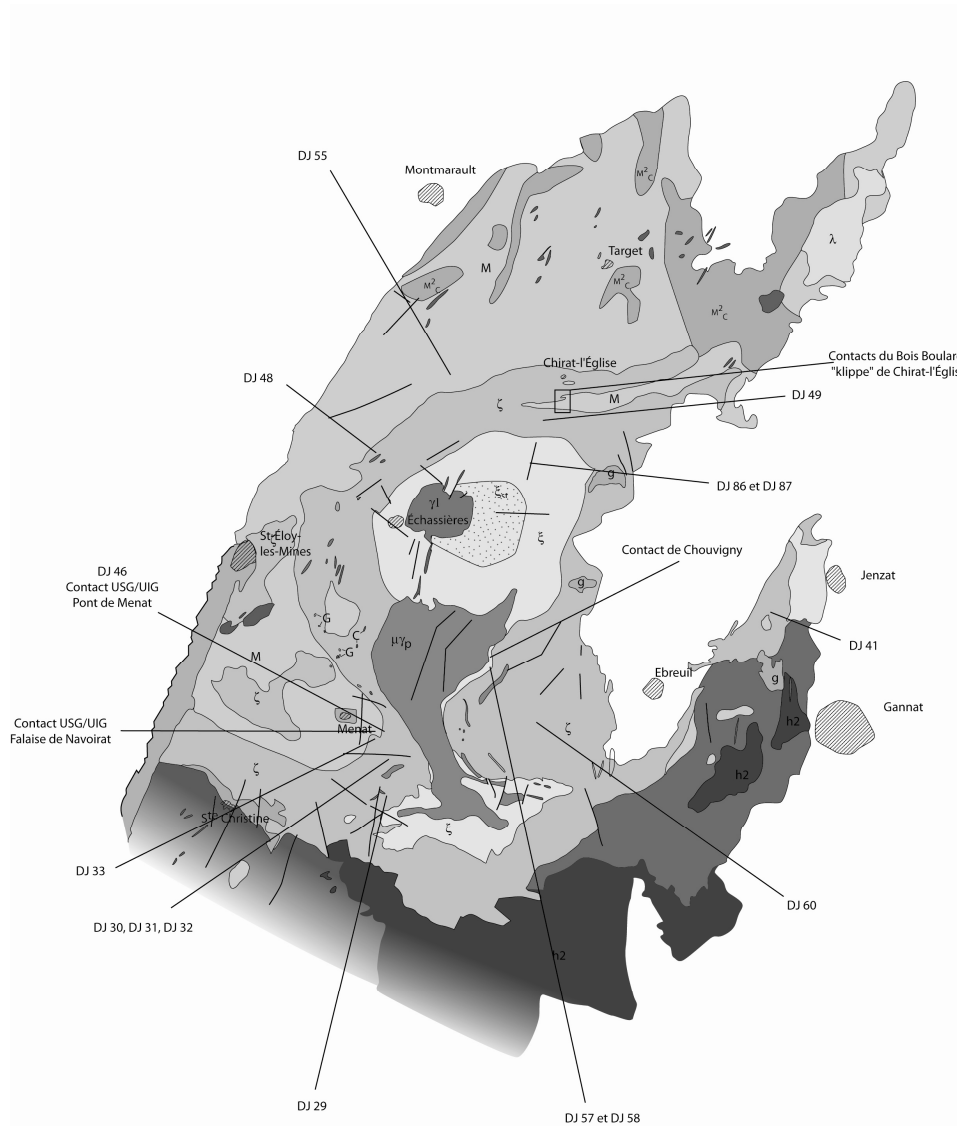 DJ 55
Montmarault
M²C
Target
λ
M
M²C
M²C
M²C
Chirat-l'Église
Contacts du Bois Boular
"klippe" de Chirat-l'Églis
DJ 48
ζ
M
DJ 49
g
DJ 86 et DJ 87
γl
Échassières
ξ
St-Éloy-
les-Mines
ζ
Contact de Chouvigny
DJ 46
Contact USG/UIG
Pont de Menat
g
Jenzat
G
C
G
μγp
DJ 41
M
Ebreuil
g
ζ
Gannat
h2
Contact USG/UIG
Falaise de Navoirat
Menat
ζ
ζ
h2
Ste Christine
ζ
DJ 33
DJ 60
DJ 30, DJ 31, DJ 32
h2
DJ 29
DJ 57 et DJ 58